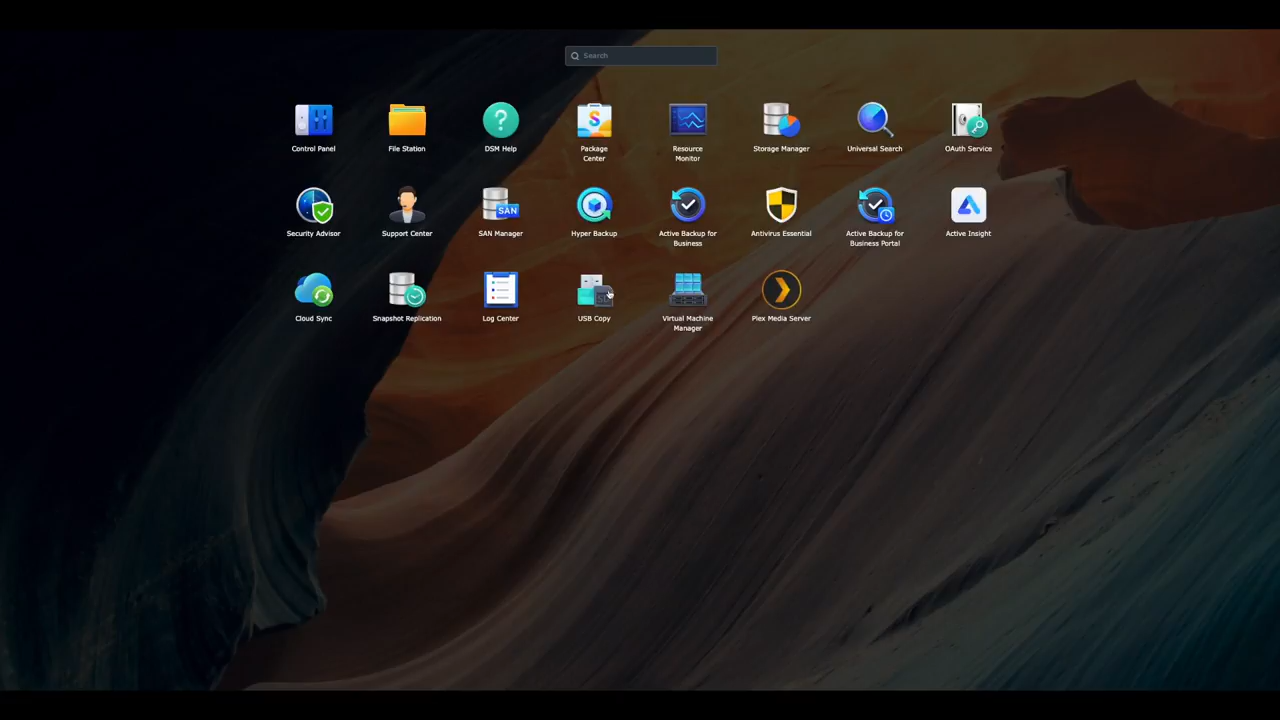 Search
Control Panel
File Station
DSM Help
Package
Center
Resource
Monitor
Storage Manager
Universal Search
OAuth Service
Security Advisor
Support Center
SAN
SAN Manager
Hyper Backup
Active Backup for
Business
Antivirus Essential
Active Backup for
Business Portal
Active Insight
Cloud Sync
Snapshot Replication
Log Center
USB Copy
Virtual Machine
Manager
Plex Media Server